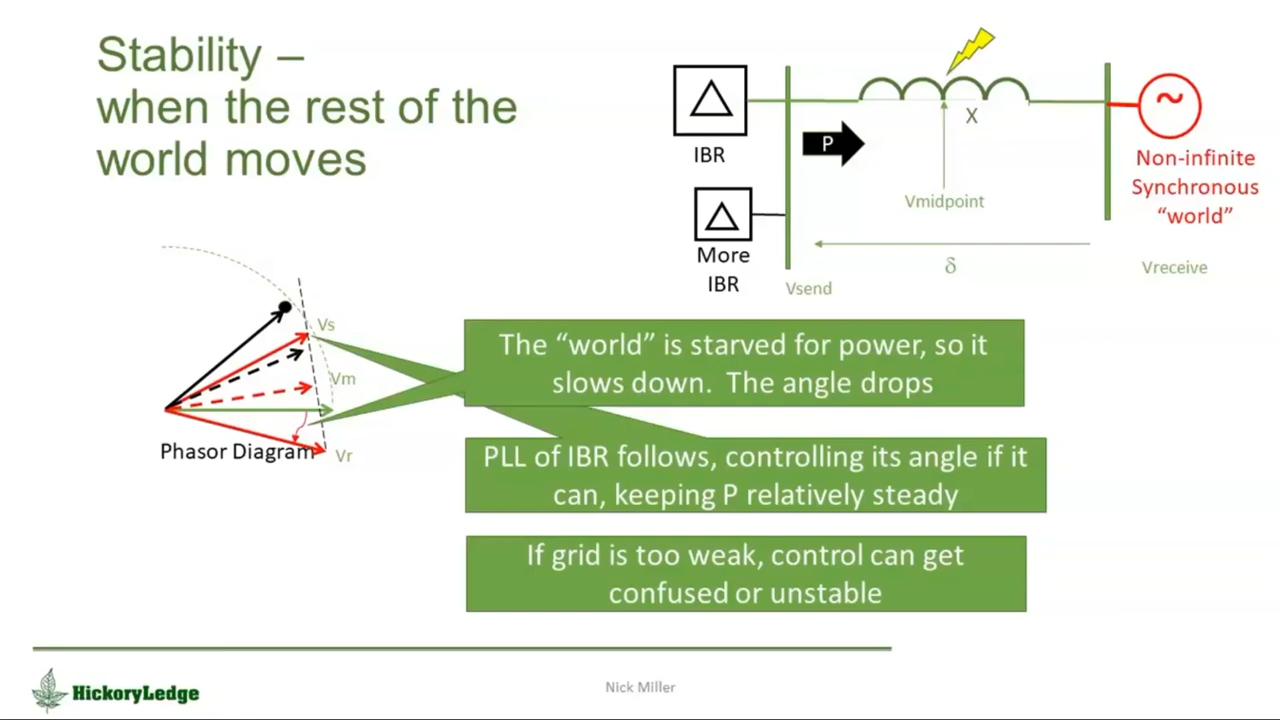 Stability –
when the rest of the
world moves
IBR
P
X
~
Non-infinite
Synchronous
“world”
Vmidpoint
More
IBR
δ
Vsend
Vreceive
Vs
Vm
Phasor Diagram
Vr
The “world” is starved for power, so it
slows down. The angle drops
PLL of IBR follows, controlling its angle if it
can, keeping P relatively steady
If grid is too weak, control can get
confused or unstable
HickoryLedge
Nick Miller